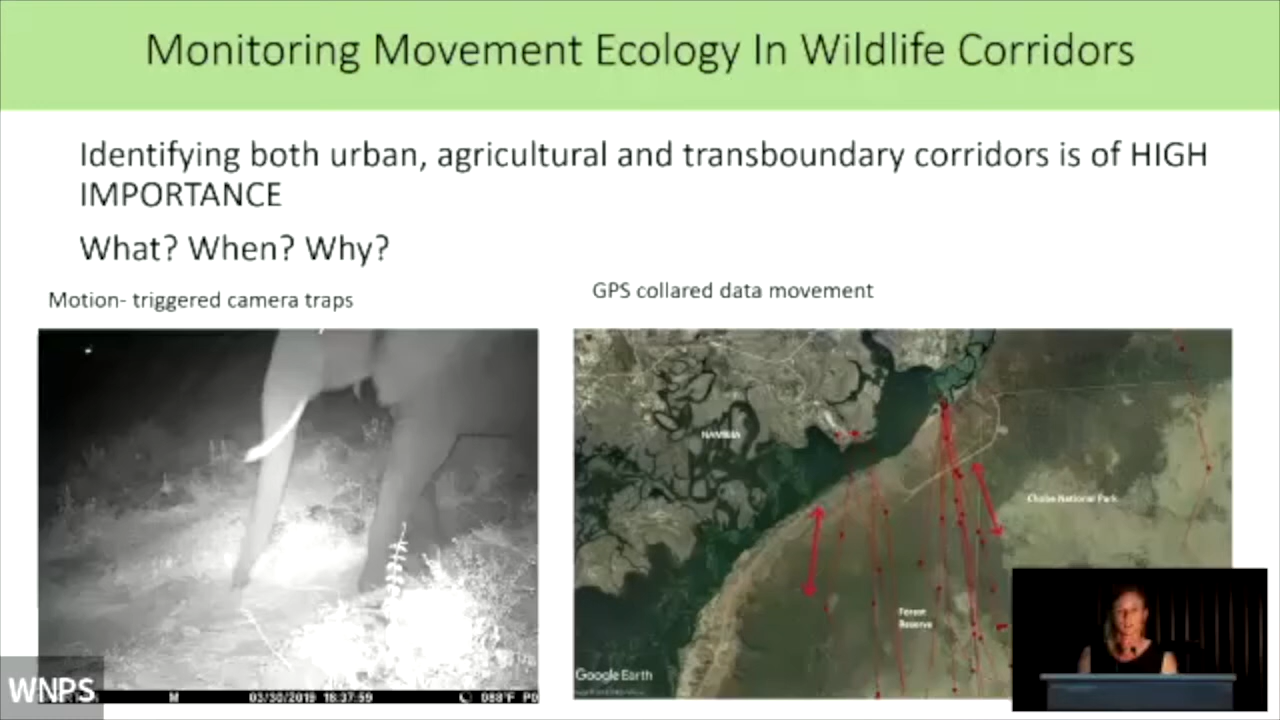 Monitoring Movement Ecology In Wildlife Corridors
Identifying both urban, agricultural and transboundary corridors is of HIGH
IMPORTANCE
What? When? Why?
Motion- triggered camera traps
GPS collared data movement
NAMIBIA
Chobe National Park
Forest
Reserve
Google Earth
M 03/30/2019 18:37:59 088°F
WNPS